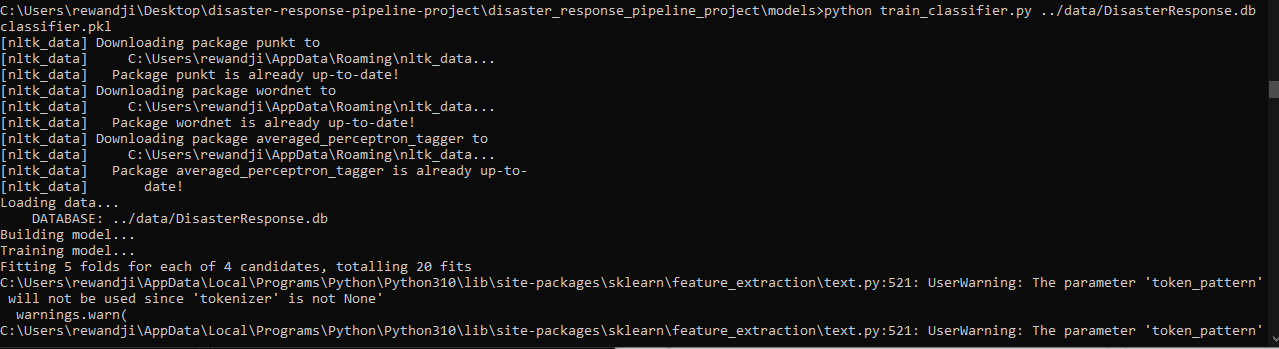 C:\Users\rewandji\Desktop\disaster-response-pipeline-project\disaster_response_pipeline_project\models>python train_classifier.py ../data/DisasterResponse.db
classifier.pkl
[nltk_data] Downloading package punkt to
[nltk_data]     C:\Users\rewandji\AppData\Roaming\nltk_data...
[nltk_data]   Package punkt is already up-to-date!
[nltk_data] Downloading package wordnet to
[nltk_data]     C:\Users\rewandji\AppData\Roaming\nltk_data...
[nltk_data]   Package wordnet is already up-to-date!
[nltk_data] Downloading package averaged_perceptron_tagger to
[nltk_data]     C:\Users\rewandji\AppData\Roaming\nltk_data...
[nltk_data]   Package averaged_perceptron_tagger is already up-to-
[nltk_data]       date!
Loading data...
    DATABASE: ../data/DisasterResponse.db
Building model...
Training model...
Fitting 5 folds for each of 4 candidates, totalling 20 fits
C:\Users\rewandji\AppData\Local\Programs\Python\Python310\lib\site-packages\sklearn\feature_extraction\text.py:521: UserWarning: The parameter 'token_pattern'
 will not be used since 'tokenizer' is not None'
  warnings.warn(
C:\Users\rewandji\AppData\Local\Programs\Python\Python310\lib\site-packages\sklearn\feature_extraction\text.py:521: UserWarning: The parameter 'token_pattern'